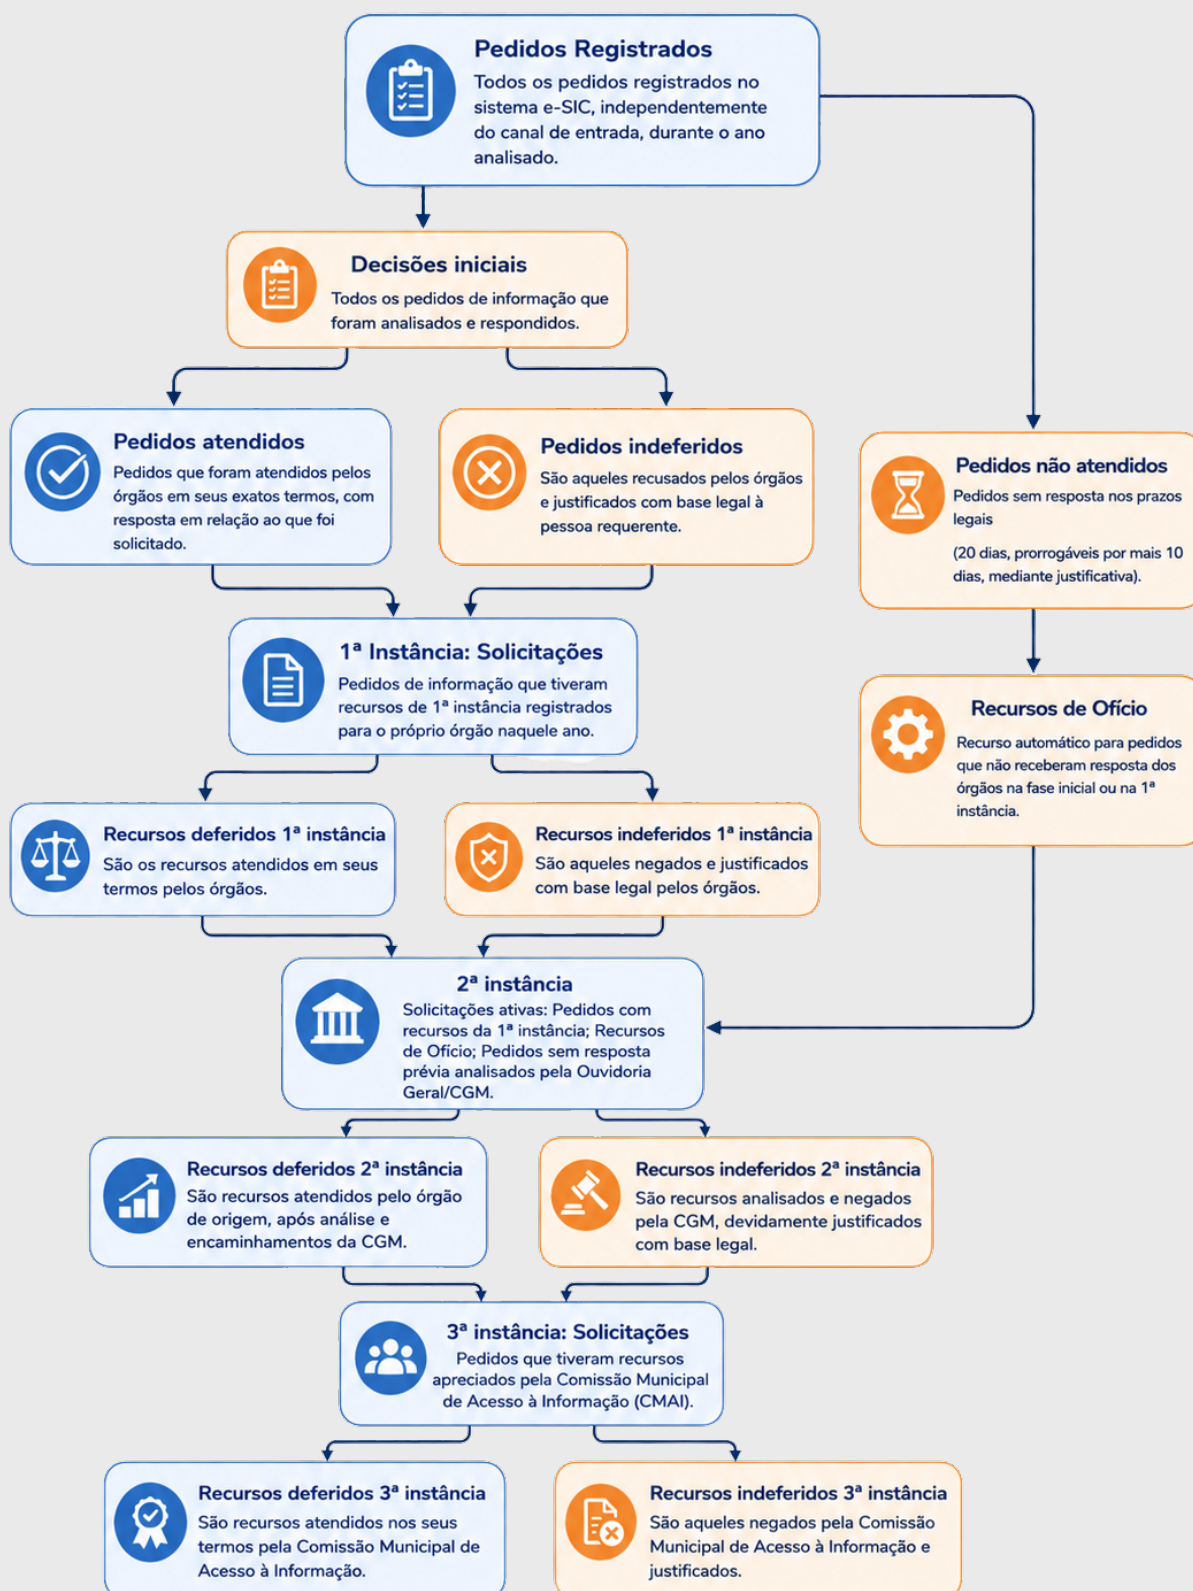 Pedidos Registrados
Todos os pedidos registrados no
sistema e-SIC, independentemente
do canal de entrada, durante o ano
analisado.
Decisões iniciais
Todos os pedidos de informação que
foram analisados e respondidos.
Pedidos atendidos
Pedidos que foram atendidos pelos
órgãos em seus exatos termos, com
resposta em relação ao que foi
solicitado.
Pedidos indeferidos
São aqueles recusados pelos órgãos
e justificados com base legal à
pessoa requerente.
Pedidos não atendidos
Pedidos sem resposta nos prazos
legais
(20 dias, prorrogáveis por mais 10
dias, mediante justificativa).
1ª Instância: Solicitações
Pedidos de informação que tiveram
recursos de 1ª instância registrados
para o próprio órgão naquele ano.
Recursos de Ofício
Recurso automático para pedidos
que não receberam resposta dos
órgãos na fase inicial ou na 1ª
instância.
Recursos deferidos 1ª instância
São os recursos atendidos em seus
termos pelos órgãos.
Recursos indeferidos 1ª instância
São aqueles negados e justificados
com base legal pelos órgãos.
2ª instância
Solicitações ativas: Pedidos com
recursos da 1ª instância; Recursos
de Ofício; Pedidos sem resposta
prévia analisados pela Ouvidoria
Geral/CGM.
Recursos deferidos 2ª instância
São recursos atendidos pelo órgão
de origem, após análise e
encaminhamentos da CGM.
Recursos indeferidos 2ª instância
São recursos analisados e negados
pela CGM, devidamente justificados
com base legal.
3ª instância: Solicitações
Pedidos que tiveram recursos
apreciados pela Comissão Municipal
de Acesso à Informação (CMAI).
Recursos deferidos 3ª instância
São recursos atendidos nos seus
termos pela Comissão Municipal de
Acesso à Informação.
Recursos indeferidos 3ª instância
São aqueles negados pela Comissão
Municipal de Acesso à Informação e
justificados.